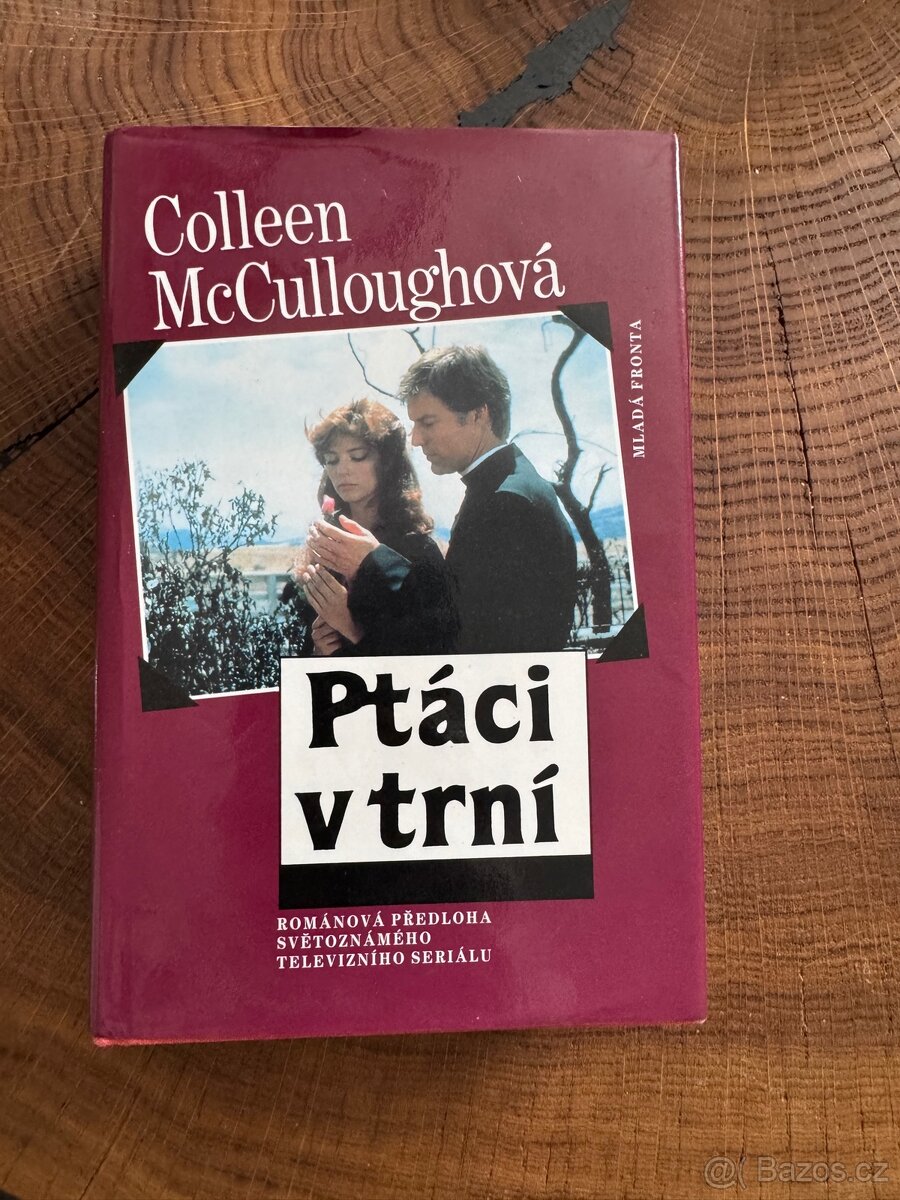 Colleen
McCulloughová
MLADÁ FRONTA
Ptáci
v trní
ROMÁNOVÁ PŘEDLOHA
SVĚTOZNÁMÉHO
TELEVIZNÍHO SERIÁLU
@ Bazos.cz